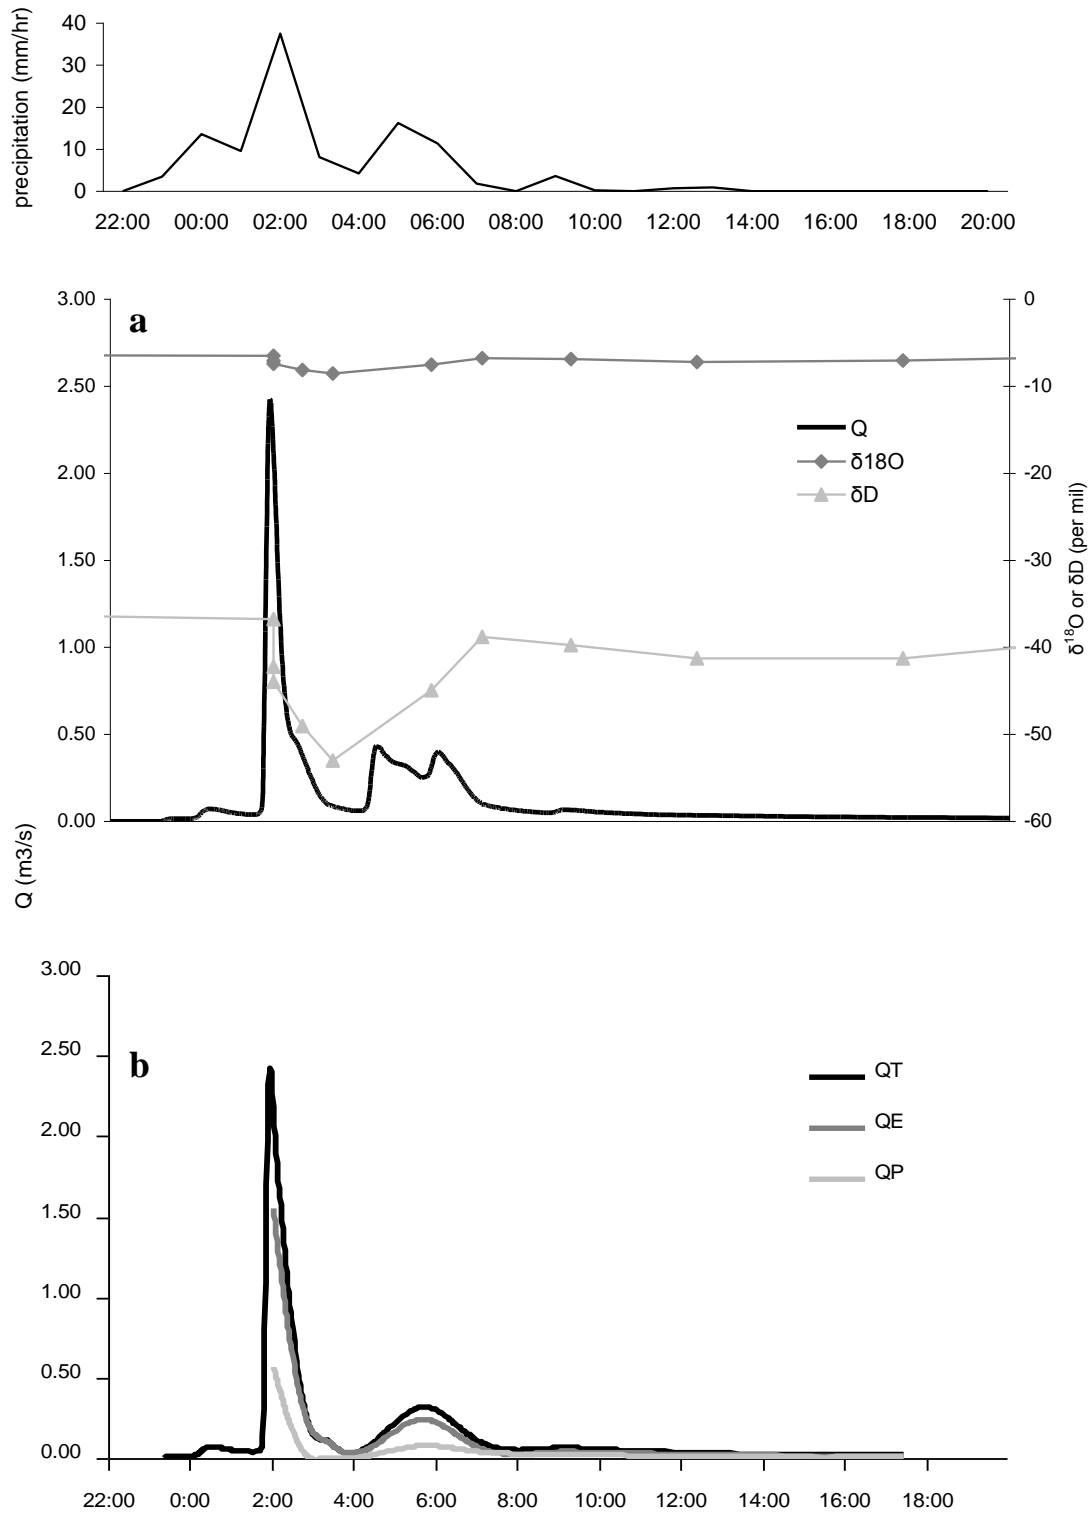 precipitation (mm/hr)
40
30
20
10
0
22:00 00:00 02:00 04:00 06:00 08:00 10:00 12:00 14:00 16:00 18:00 20:00
a
3.00
2.50
2.00
1.50
1.00
0.50
0.00
Q
δ18O
δD
0
-10
-20
-30
-40
-50
-60
δ18O or δD (per mil)
Q (m3/s)
b
3.00
2.50
2.00
1.50
1.00
0.50
0.00
QT
QE
QP
22:00 0:00 2:00 4:00 6:00 8:00 10:00 12:00 14:00 16:00 18:00